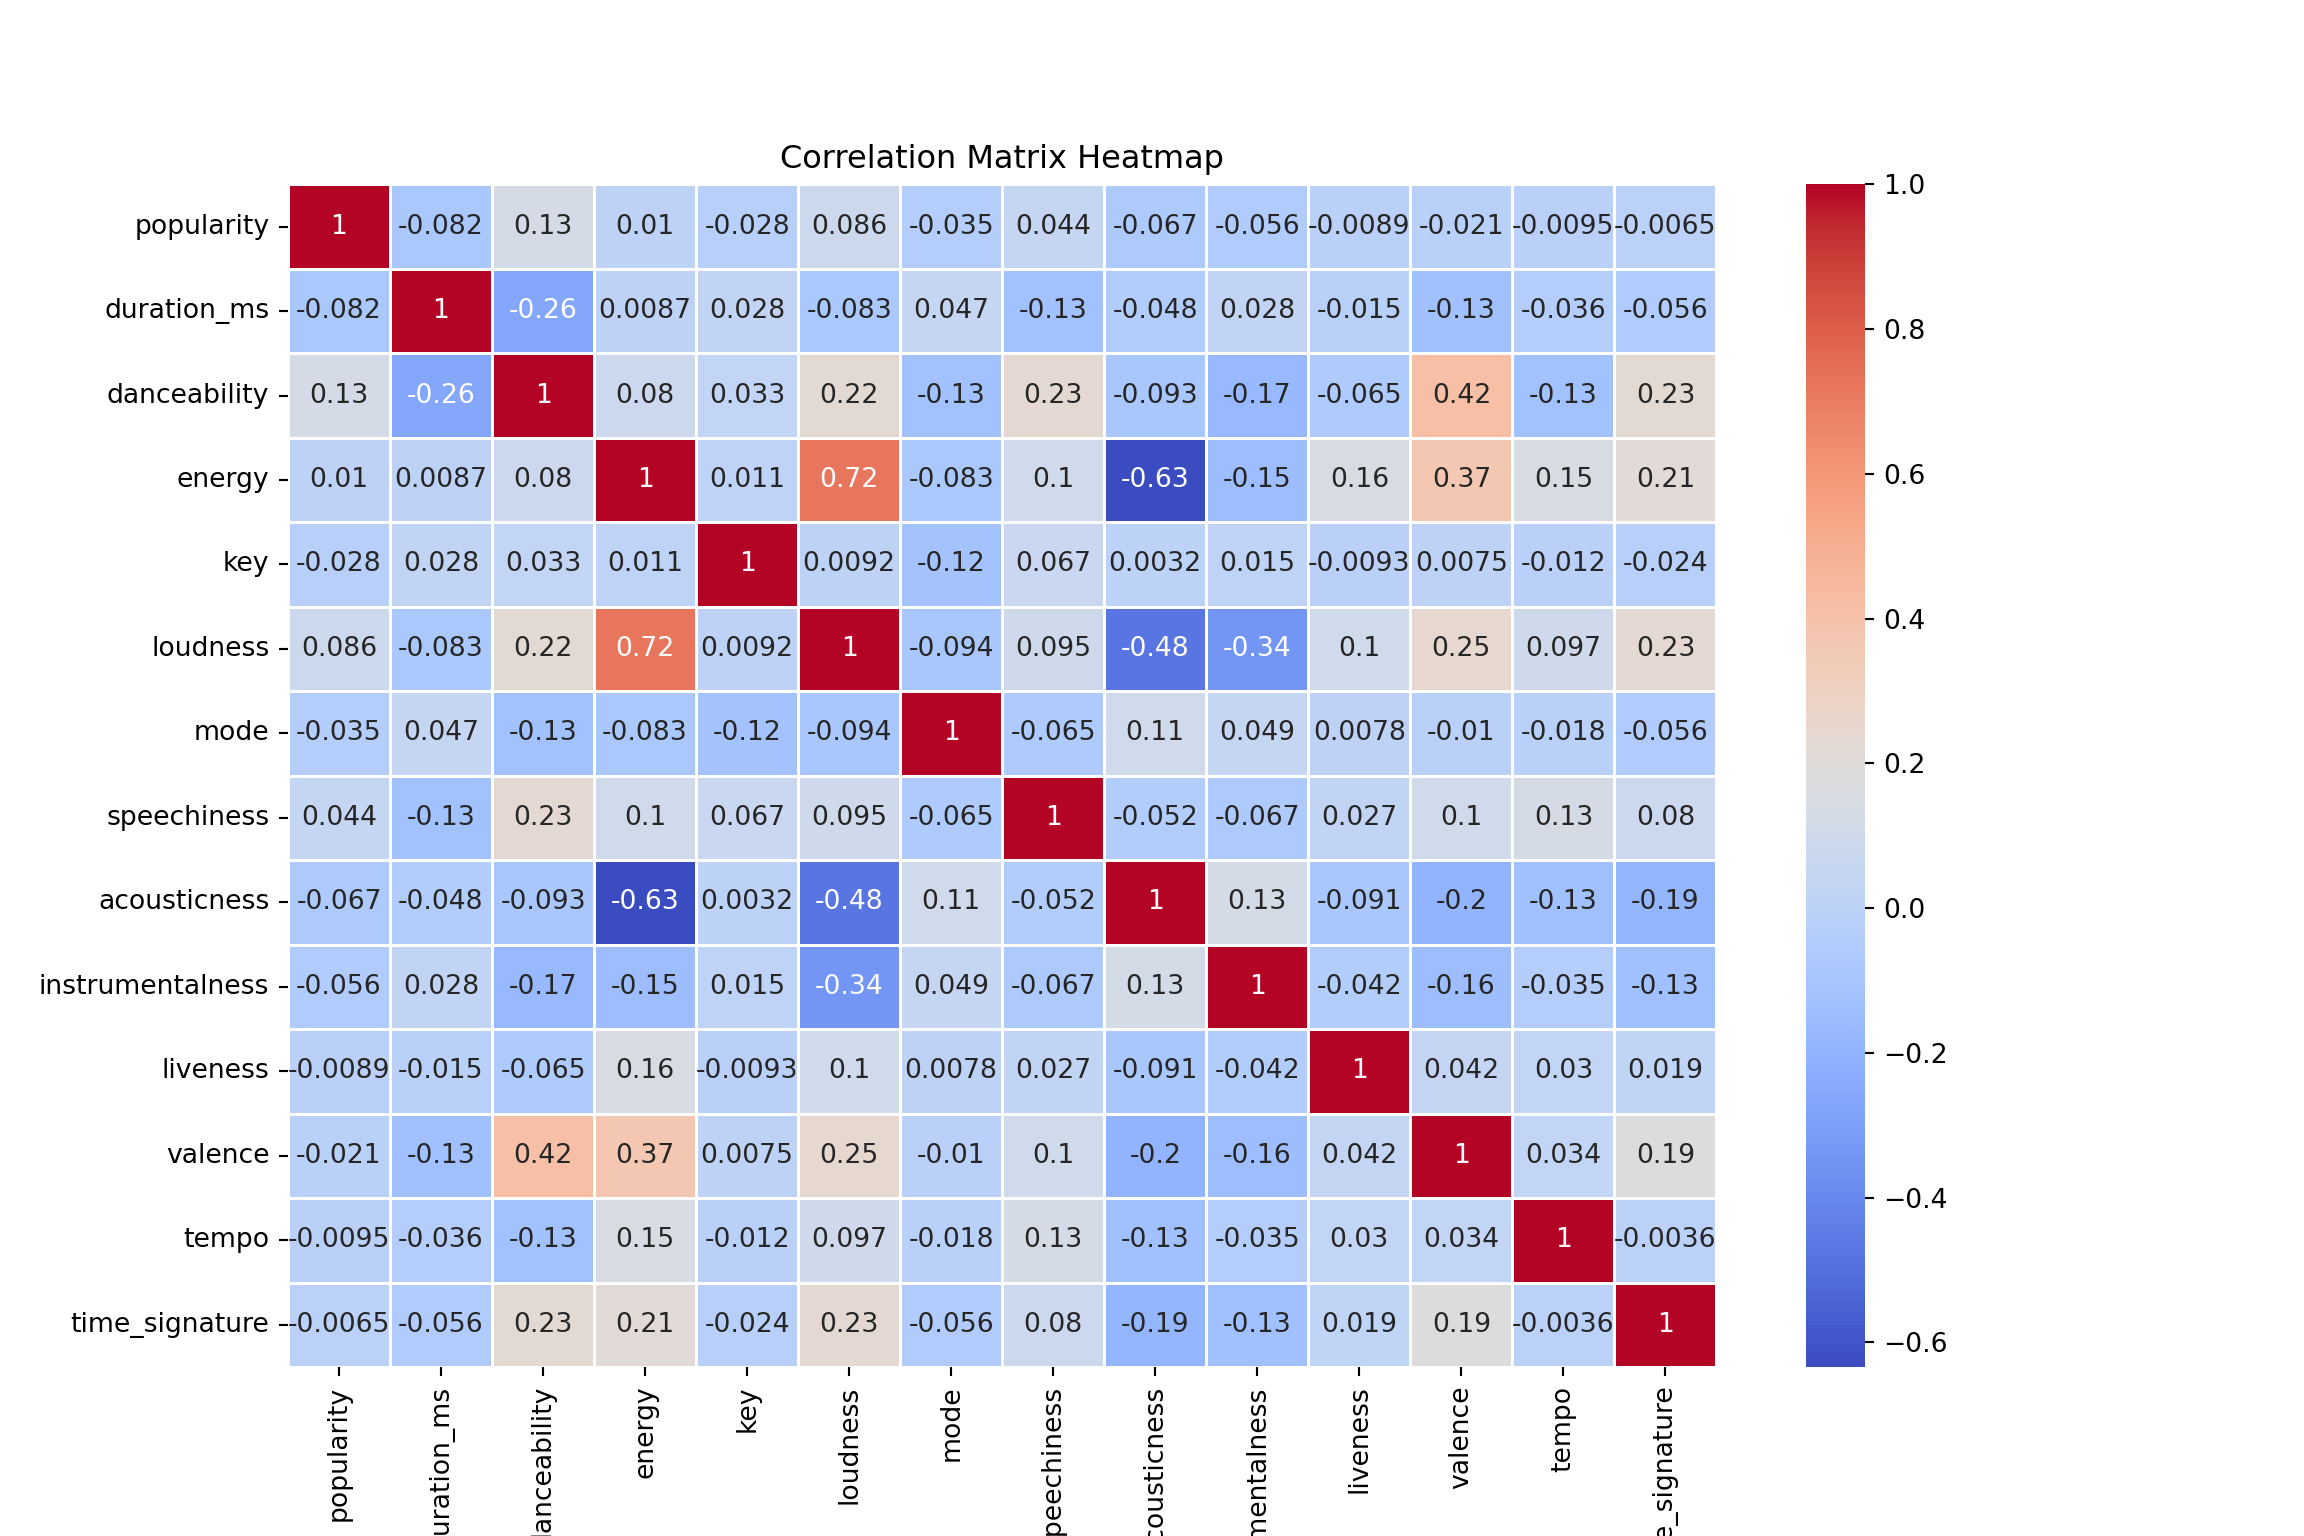 Correlation Matrix Heatmap
popularity 1 -0.082 0.13 0.01 -0.028 0.086 -0.035 0.044 -0.067 -0.056 -0.0089 -0.021 -0.0095 -0.0065
duration_ms -0.082 1 -0.26 0.0087 0.028 -0.083 0.047 -0.13 -0.048 0.028 -0.015 -0.13 -0.036 -0.056
danceability 0.13 -0.26 1 0.08 0.033 0.22 -0.13 0.23 -0.093 -0.17 -0.065 0.42 -0.13 0.23
energy 0.01 0.0087 0.08 1 0.011 0.72 -0.083 0.1 -0.63 -0.15 0.16 0.37 0.15 0.21
key -0.028 0.028 0.033 0.011 1 0.0092 -0.12 0.067 0.0032 0.015 -0.0093 0.0075 -0.012 -0.024
loudness 0.086 -0.083 0.22 0.72 0.0092 1 -0.094 0.095 -0.48 -0.34 0.1 0.25 0.097 0.23
mode -0.035 0.047 -0.13 -0.083 -0.12 -0.094 1 -0.065 0.11 0.049 0.0078 -0.01 -0.018 -0.056
speechiness 0.044 -0.13 0.23 0.1 0.067 0.095 -0.065 1 -0.052 -0.067 0.027 0.1 0.13 0.08
acousticness -0.067 -0.048 -0.093 -0.63 0.0032 -0.48 0.11 -0.052 1 0.13 -0.091 -0.2 -0.13 -0.19
instrumentalness -0.056 0.028 -0.17 -0.15 0.015 -0.34 0.049 -0.067 0.13 1 -0.042 -0.16 -0.035 -0.13
liveness -0.0089 -0.015 -0.065 0.16 -0.0093 0.1 0.0078 0.027 -0.091 -0.042 1 0.042 0.03 0.019
valence -0.021 -0.13 0.42 0.37 0.0075 0.25 -0.01 0.1 -0.2 -0.16 0.042 1 0.034 0.19
tempo -0.0095 -0.036 -0.13 0.15 -0.012 0.097 -0.018 0.13 -0.13 -0.035 0.03 0.034 1 -0.0036
time_signature -0.0065 -0.056 0.23 0.21 -0.024 0.23 -0.056 0.08 -0.19 -0.13 0.019 0.19 -0.0036 1
popularity
uration_ms
lanceability
energy
key
loudness
mode
peechiness
cousticness
mentalness
liveness
valence
tempo
e_signature
1.0
0.8
0.6
0.4
0.2
0.0
−0.2
−0.4
−0.6